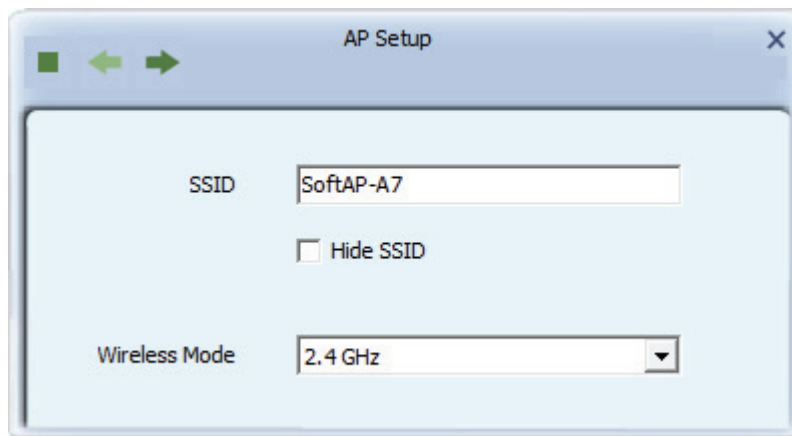 AP Setup
SSID
SoftAP-A7
Hide SSID
Wireless Mode
2.4 GHz